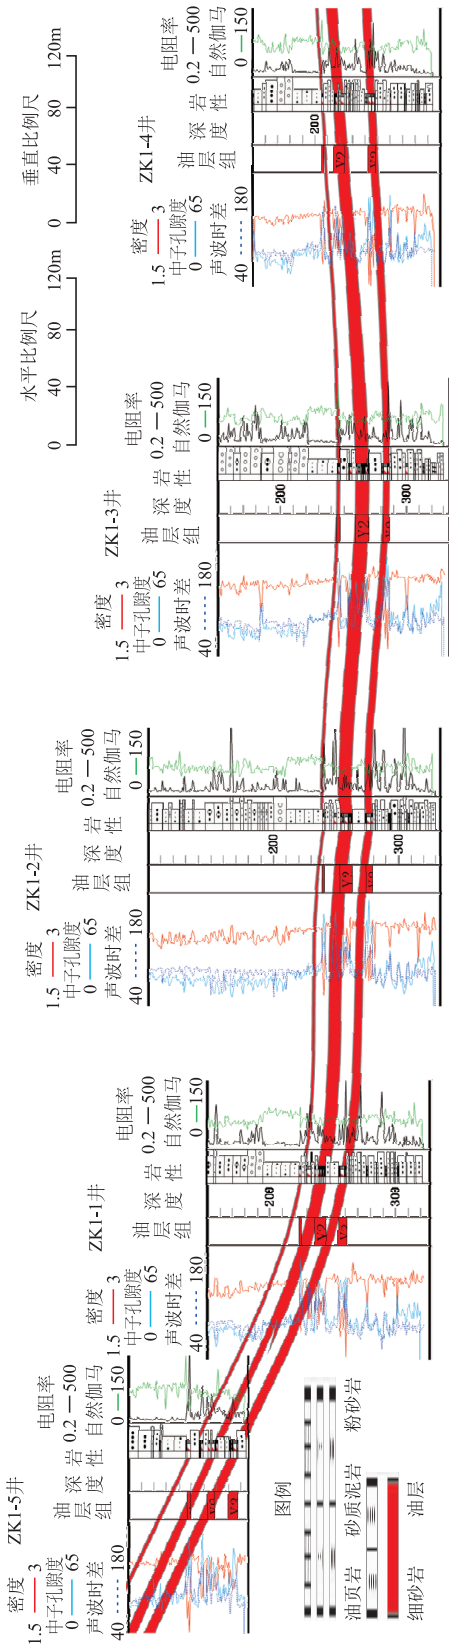 垂直比例尺
0 40 80 120m
水平比例尺
0 40 80 120m
ZK1-5井
密度
1.5 3
中子孔隙度
0 65
声波时差
40 180
油层组
深度
岩性
电阻率
0.2 500
自然伽马
0 150
Y2
ZK1-1井
密度
1.5 3
中子孔隙度
0 65
声波时差
40 180
油层组
深度
岩性
电阻率
0.2 500
自然伽马
0 150
209
309
Y2
ZK1-2井
密度
1.5 3
中子孔隙度
0 65
声波时差
40 180
油层组
深度
岩性
电阻率
0.2 500
自然伽马
0 150
200
300
Y2
ZK1-3井
密度
1.5 3
中子孔隙度
0 65
声波时差
40 180
油层组
深度
岩性
电阻率
0.2 500
自然伽马
0 150
200
300
Y2
ZK1-4井
密度
1.5 3
中子孔隙度
0 65
声波时差
40 180
油层组
深度
岩性
电阻率
0.2 500
自然伽马
0 150
200
Y2
图例
油页岩 砂质泥岩 粉砂岩
细砂岩 油层